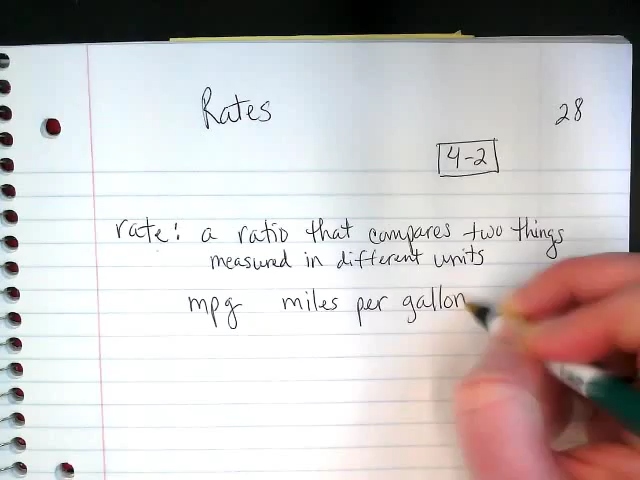 Rates
28
4-2
rate: a ratio that compares two things
measured in different units
mpg miles per gallon